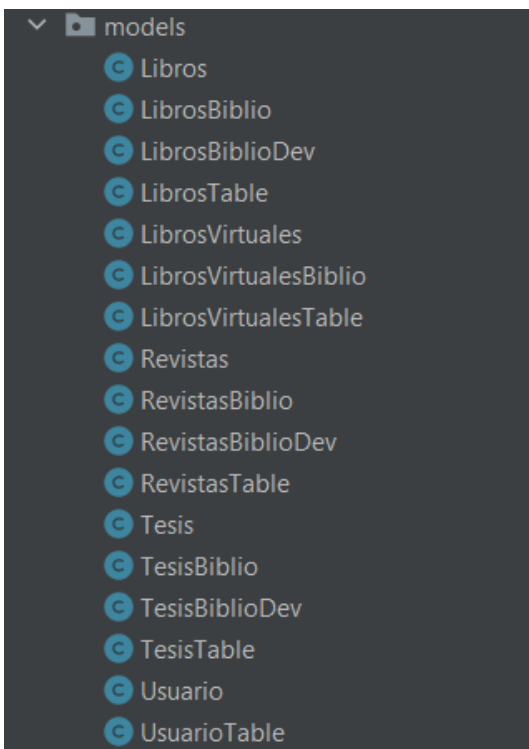 models
C Libros
C LibrosBiblio
C LibrosBiblioDev
C LibrosTable
C LibrosVirtuales
C LibrosVirtualesBiblio
C LibrosVirtualesTable
C Revistas
C RevistasBiblio
C RevistasBiblioDev
C RevistasTable
C Tesis
C TesisBiblio
C TesisBiblioDev
C TesisTable
C Usuario
C UsuarioTable